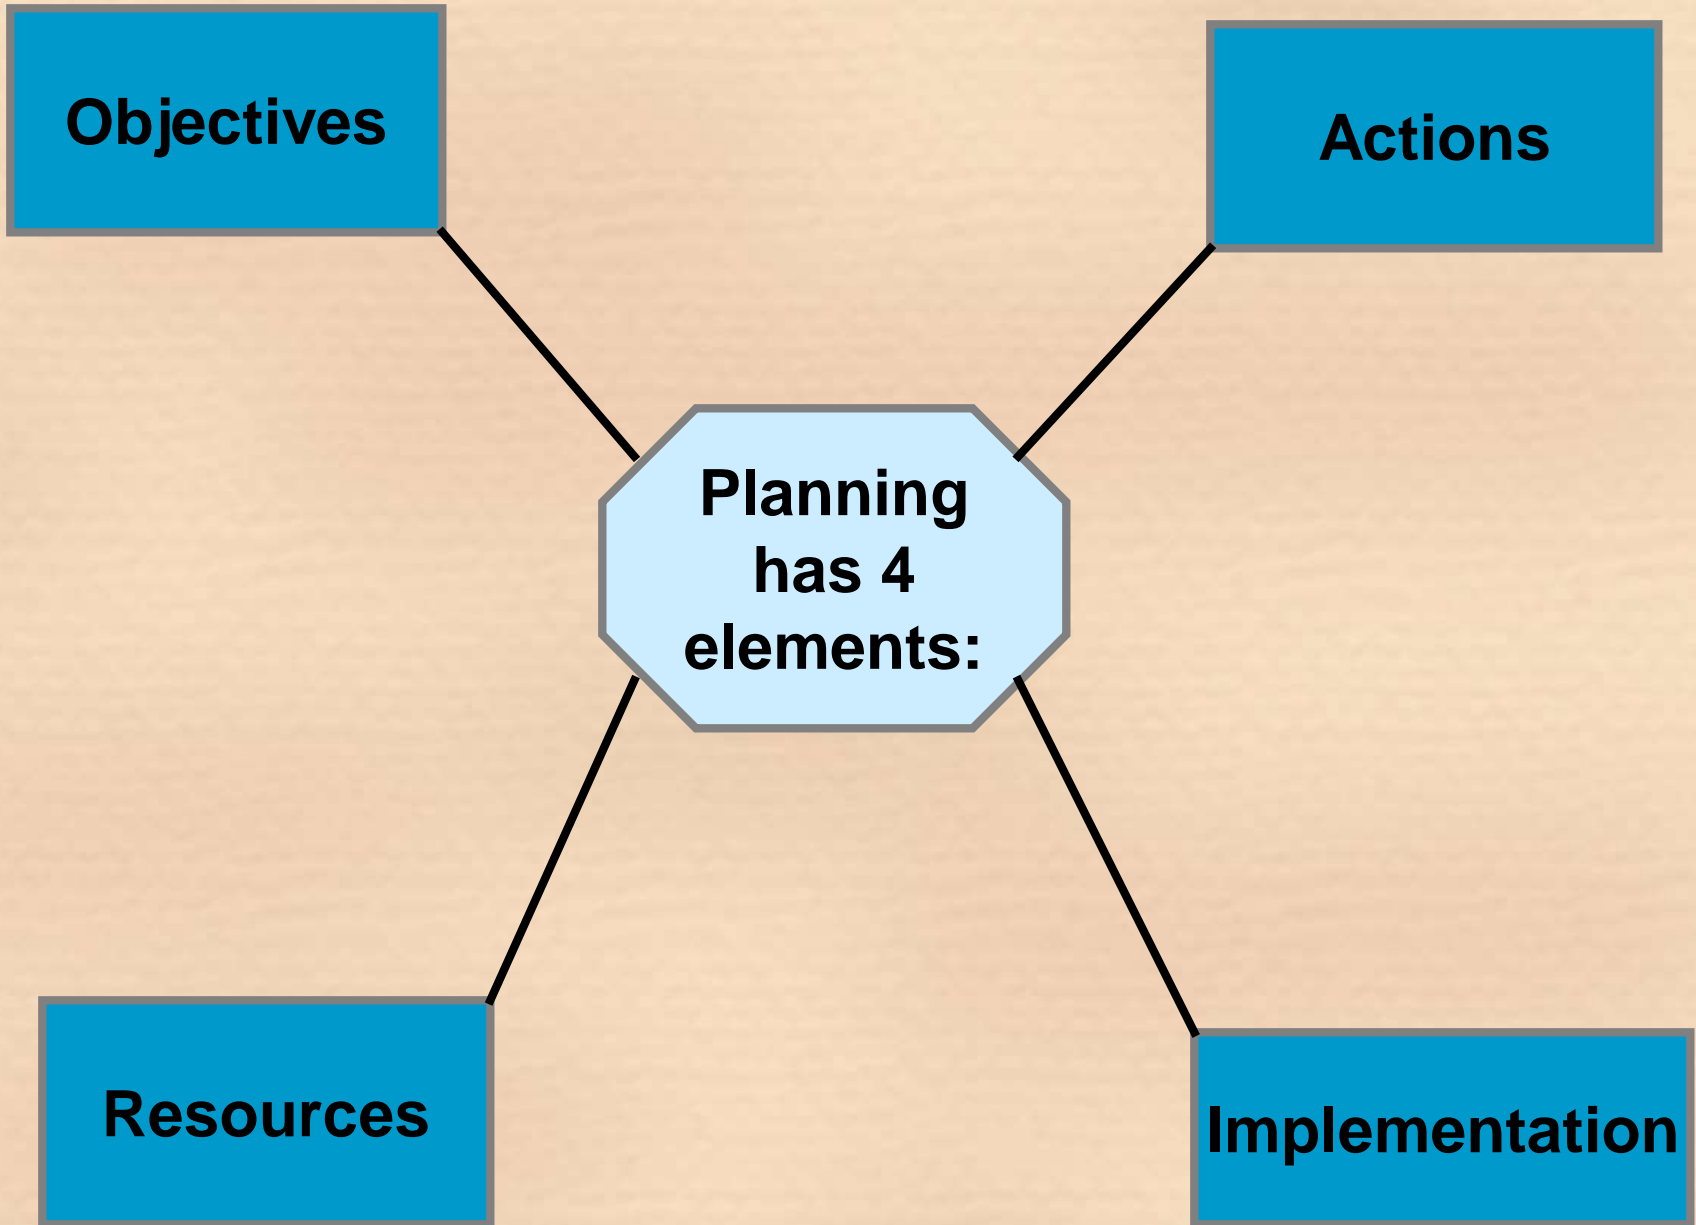 Objectives
Actions
Planning
has 4
elements:
Resources
Implementation